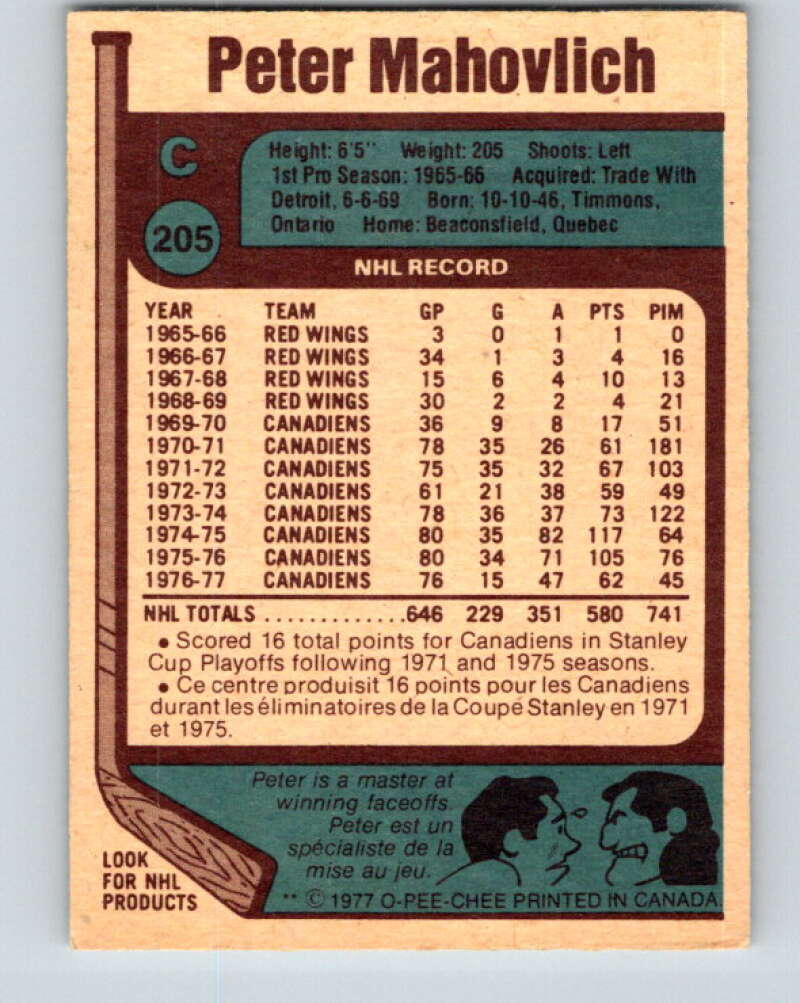 Peter Mahovlich
C
205
Height: 6'5" Weight: 205 Shoots: Left
1st Pro Season: 1965-66 Acquired: Trade With
Detroit, 6-6-69 Born: 10-10-46, Timmons,
Ontario Home: Beaconsfield, Quebec
NHL RECORD
YEAR TEAM GP G A PTS PIM
1965-66 RED WINGS 3 0 1 1 0
1966-67 RED WINGS 34 1 3 4 16
1967-68 RED WINGS 15 6 4 10 13
1968-69 RED WINGS 30 2 2 4 21
1969-70 CANADIENS 36 9 8 17 51
1970-71 CANADIENS 78 35 26 61 181
1971-72 CANADIENS 75 35 32 67 103
1972-73 CANADIENS 61 21 38 59 49
1973-74 CANADIENS 78 36 37 73 122
1974-75 CANADIENS 80 35 82 117 64
1975-76 CANADIENS 80 34 71 105 76
1976-77 CANADIENS 76 15 47 62 45
NHL TOTALS .............646 229 351 580 741
• Scored 16 total points for Canadiens in Stanley
Cup Playoffs following 1971 and 1975 seasons.
• Ce centre produisit 16 points pour les Canadiens
durant les éliminatoires de la Coupe Stanley en 1971
et 1975.
Peter is a master at
winning faceoffs.
Peter est un
spécialiste de la
mise au jeu.
LOOK
FOR NHL
PRODUCTS
** © 1977 O-PEE-CHEE PRINTED IN CANADA.